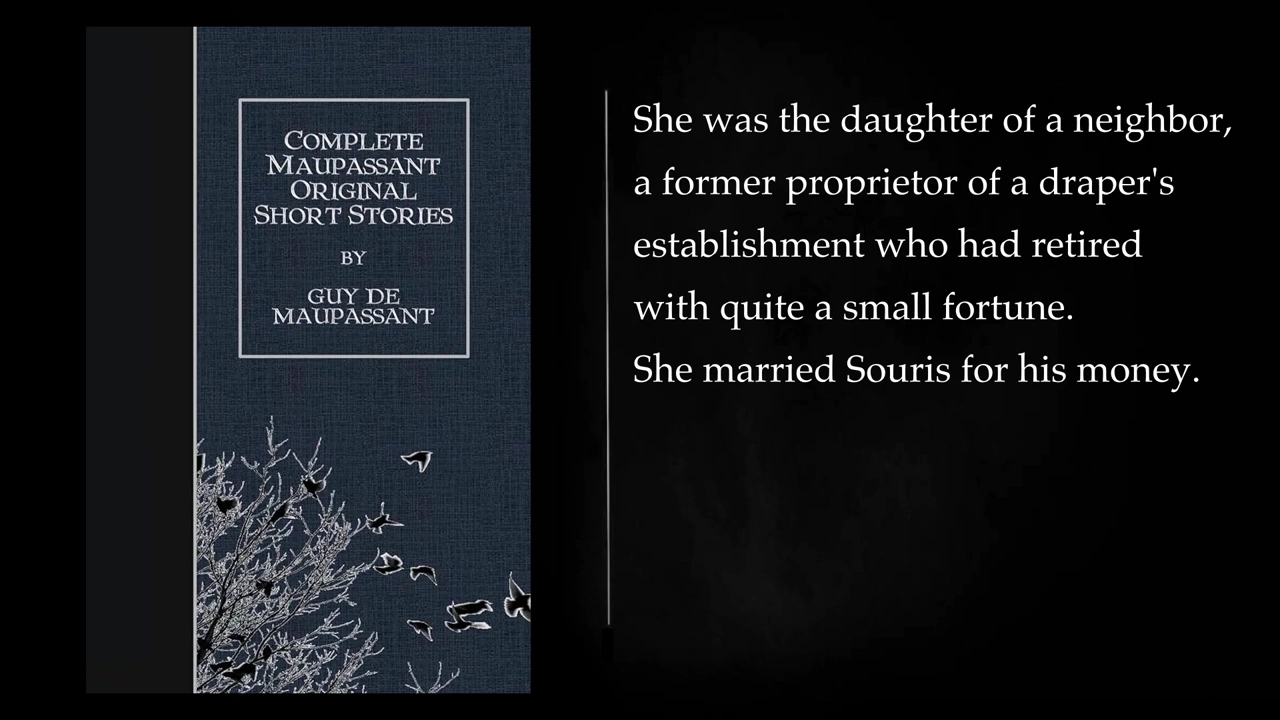 COMPLETE
MAUPASSANT
ORIGINAL
SHORT STORIES
BY
GUY DE
MAUPASSANT
She was the daughter of a neighbor,
a former proprietor of a draper's
establishment who had retired
with quite a small fortune.
She married Souris for his money.